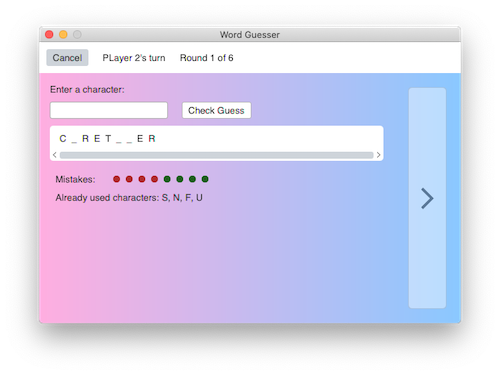 Word Guesser
Cancel PLayer 2's turn Round 1 of 6
Enter a character:
Check Guess
C _ R E T _ _ E R
Mistakes:
Already used characters: S, N, F, U